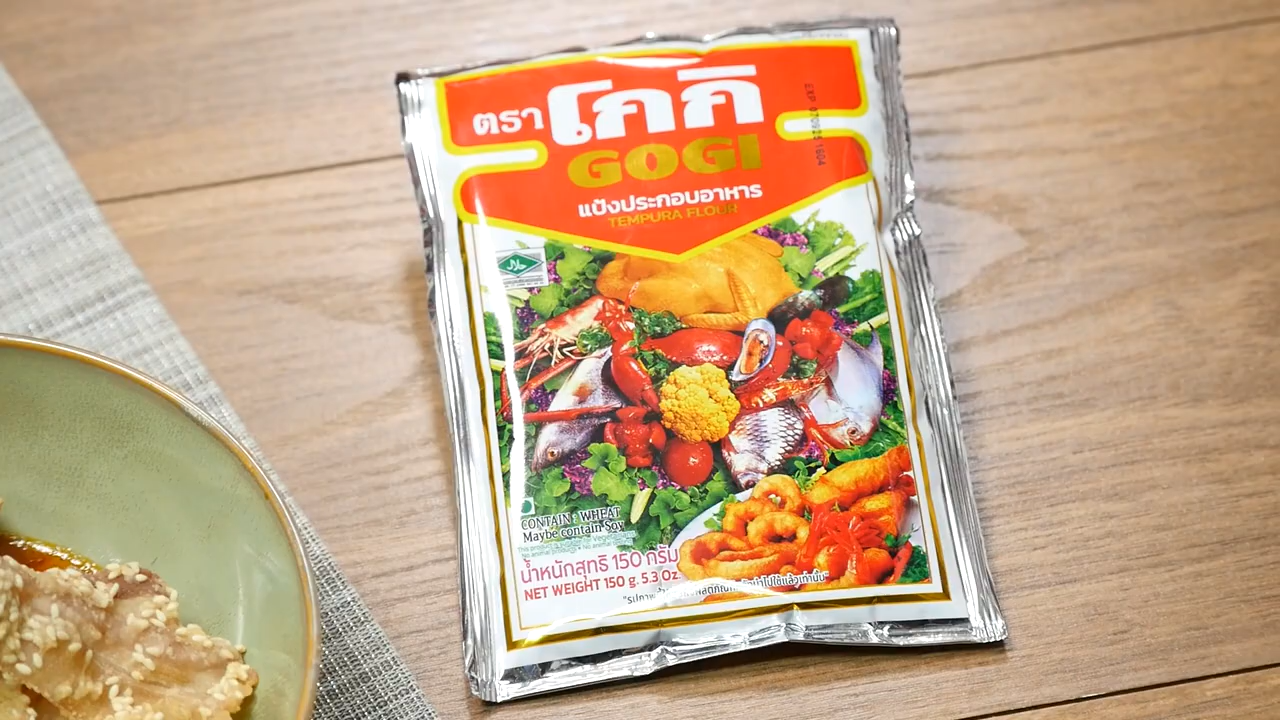 ตรา โกกิ
GOGI
แป้งประกอบอาหาร
TEMPURA FLOUR
CONTAIN : WHEAT
Maybe contain Soy
น้ำหนักสุทธิ 150 กรัม
NET WEIGHT 150 g. 5.3 Oz